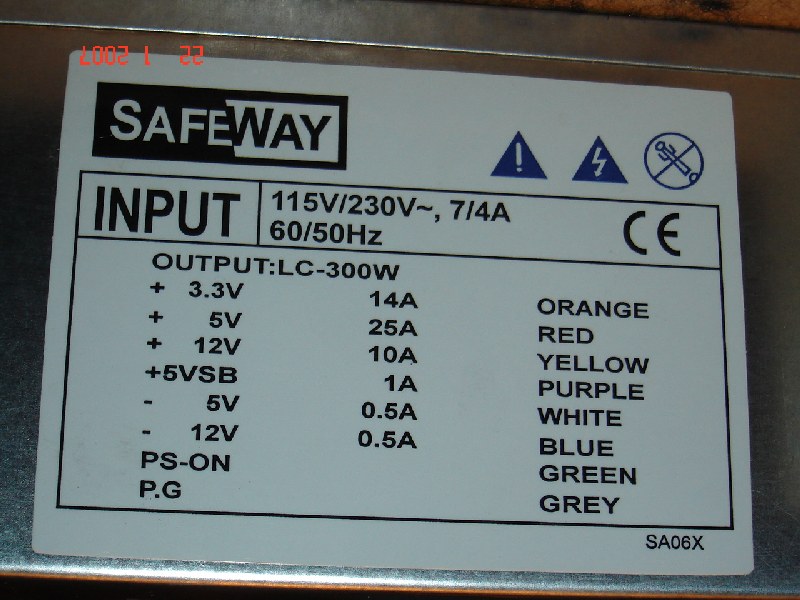 22 1 2007
SAFEWAY
INPUT
115V/230V~, 7/4A
60/50Hz
CE
OUTPUT:LC-300W
+ 3.3V 14A ORANGE
+ 5V 25A RED
+ 12V 10A YELLOW
+5VSB 1A PURPLE
- 5V 0.5A WHITE
- 12V 0.5A BLUE
PS-ON GREEN
P.G GREY
SA06X